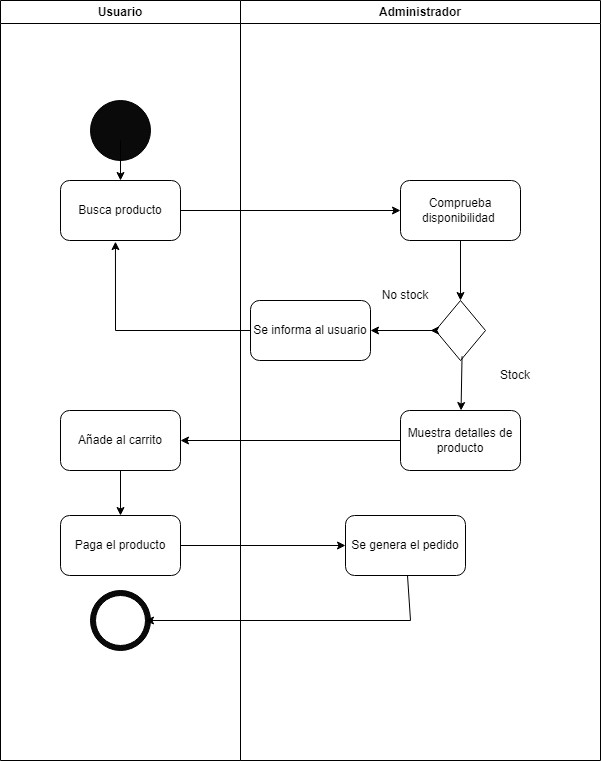 Usuario
Administrador
Busca producto
Comprueba
disponibilidad
No stock
Se informa al usuario
Stock
Añade al carrito
Muestra detalles de
producto
Paga el producto
Se genera el pedido